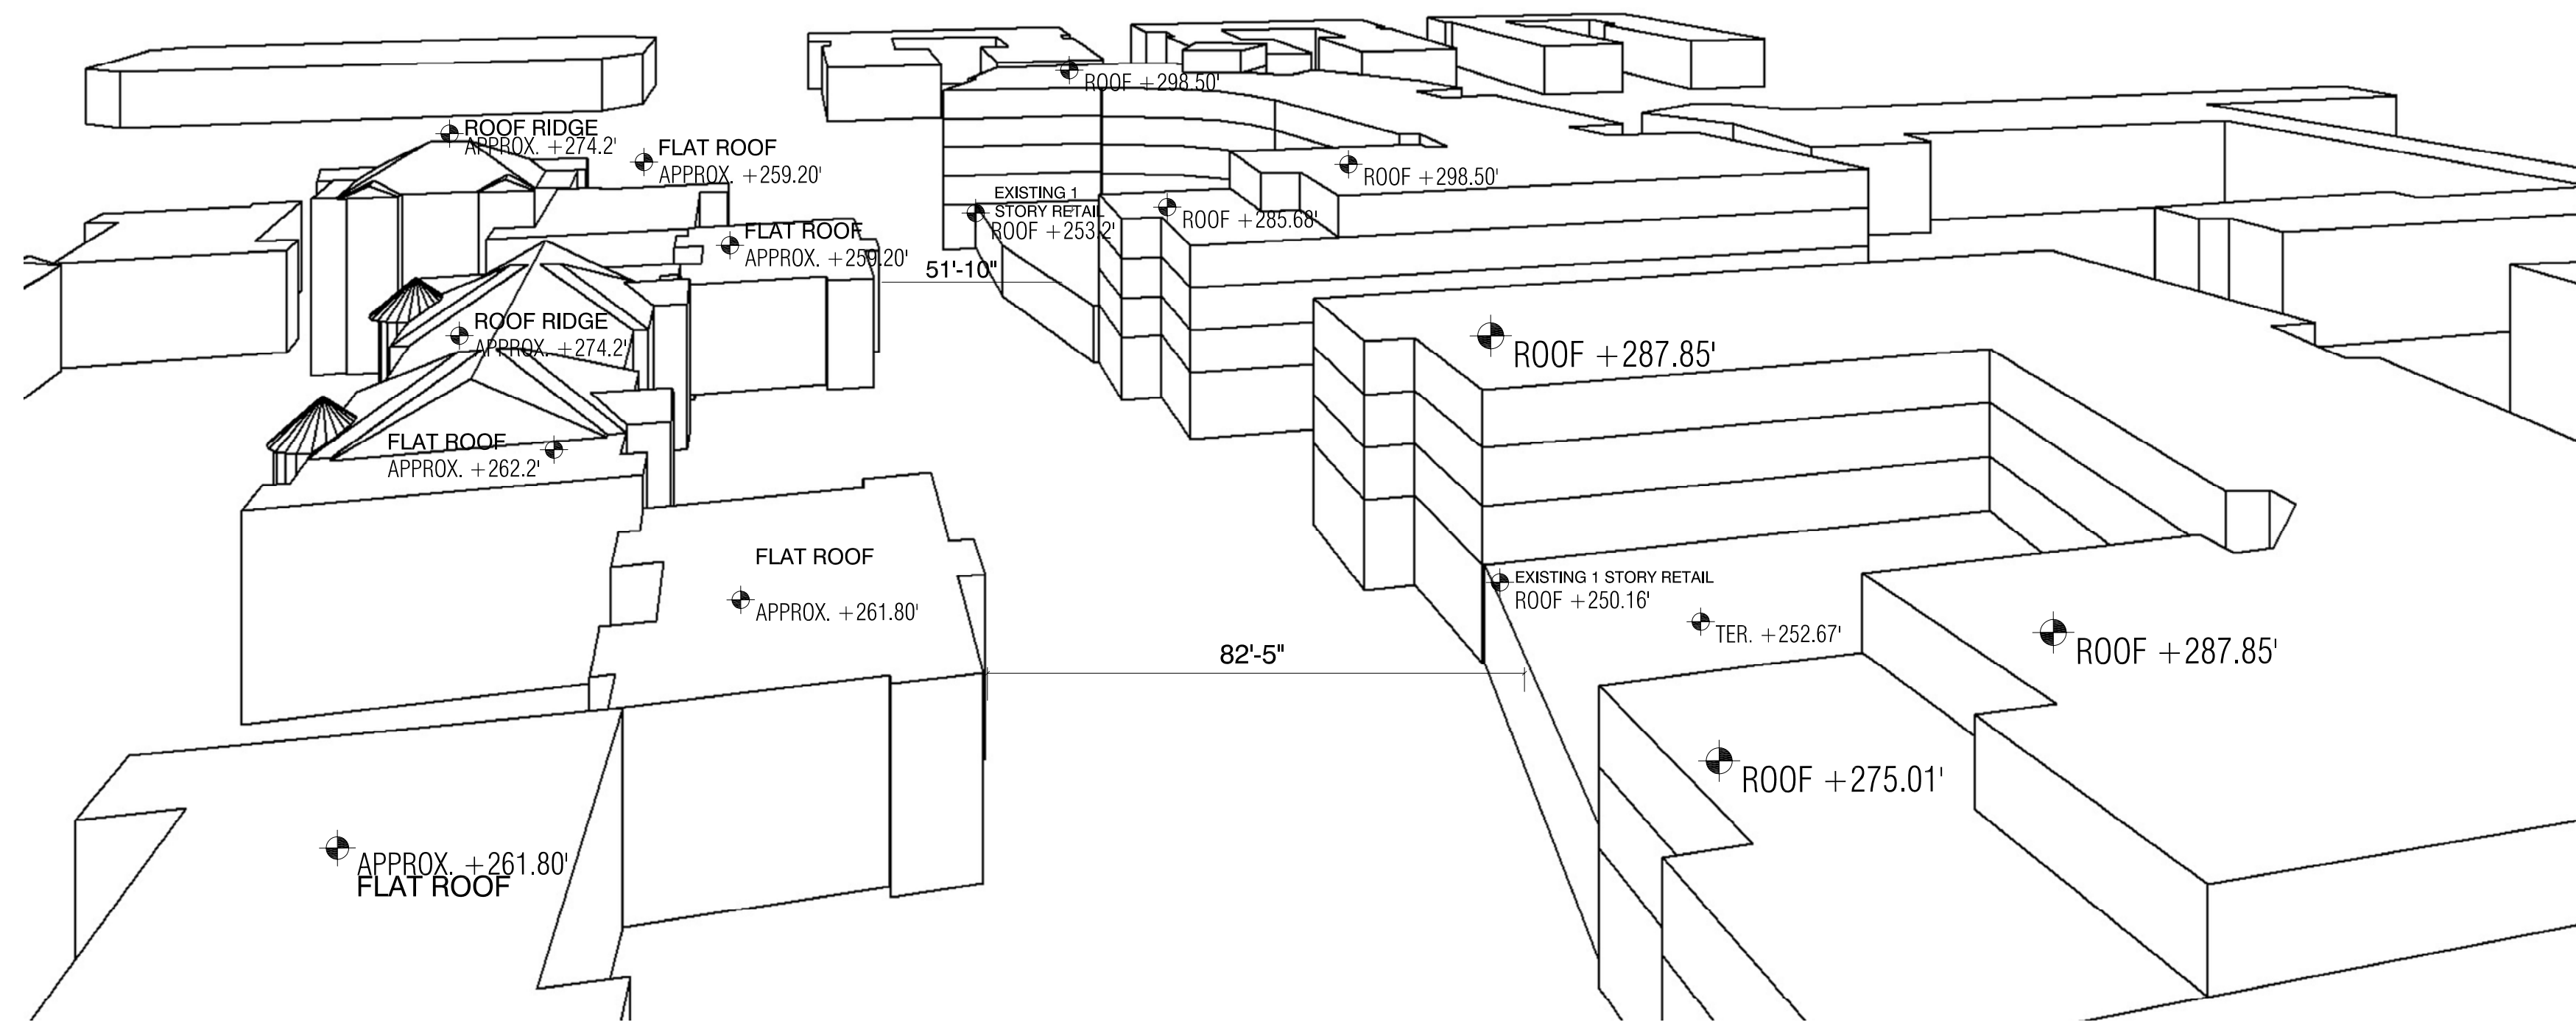 ROOF +298.50'
ROOF RIDGE
APPROX. +274.2'
FLAT ROOF
APPROX. +259.20'
ROOF +298.50'
EXISTING 1
STORY RETAIL
ROOF +253.2'
ROOF +285.68'
FLAT ROOF
APPROX. +259.20'
51'-10"
ROOF RIDGE
APPROX. +274.2'
ROOF +287.85'
FLAT ROOF
APPROX. +262.2'
FLAT ROOF
APPROX. +261.80'
EXISTING 1 STORY RETAIL
ROOF +250.16'
TER. +252.67'
82'-5"
ROOF +287.85'
ROOF +275.01'
APPROX. +261.80'
FLAT ROOF